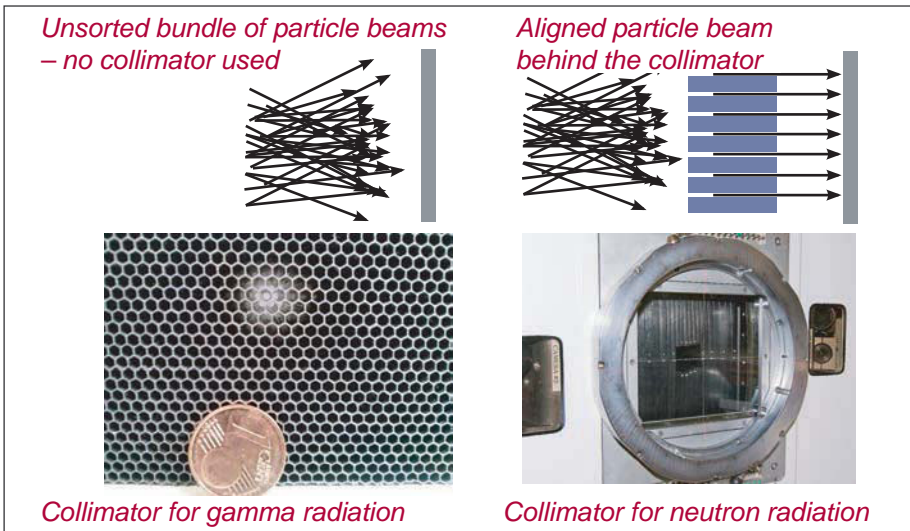 Unsorted bundle of particle beams
– no collimator used
Aligned particle beam
behind the collimator
Collimator for gamma radiation
Collimator for neutron radiation